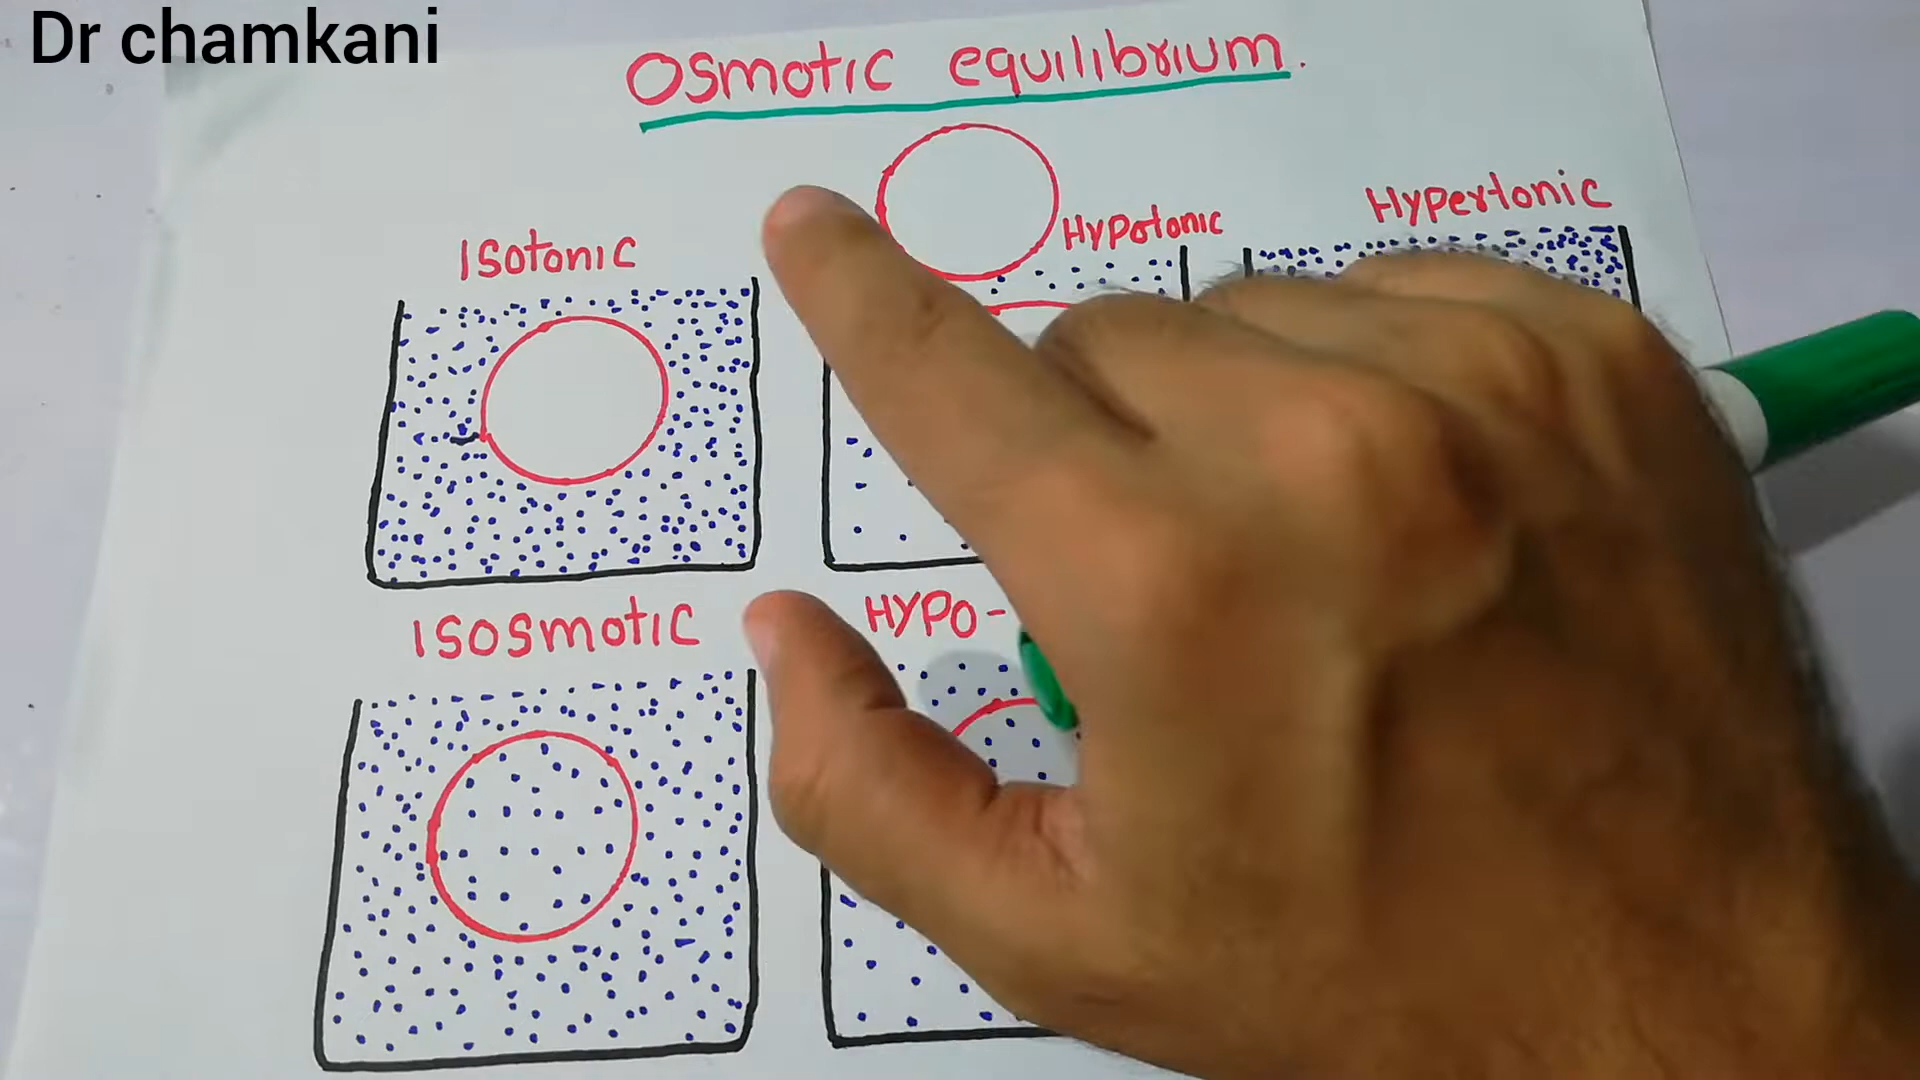 Dr chamkani
Osmotic equilibrium.
Isotonic
Hypotonic
Hypertonic
Isosmotic
HYPO-